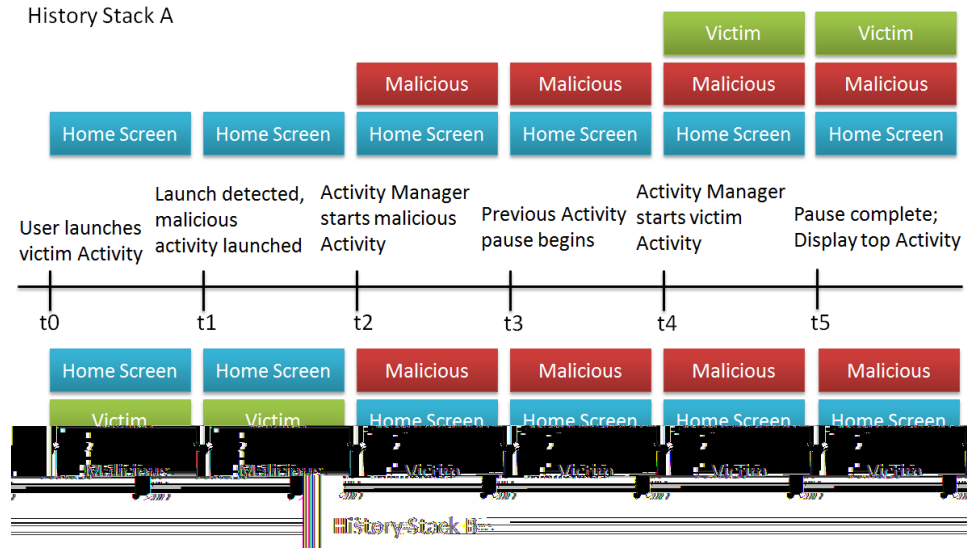 History Stack A
Victim Victim
Malicious Malicious Malicious Malicious
Home Screen Home Screen Home Screen Home Screen Home Screen Home Screen
User launches
victim Activity
Launch detected,
malicious
activity launched
Activity Manager
starts malicious
Activity
Previous Activity
pause begins
Activity Manager
starts victim
Activity
Pause complete;
Display top Activity
t0 t1 t2 t3 t4 t5
Home Screen Home Screen Malicious Malicious Malicious Malicious
Victim Victim Home Screen Home Screen Home Screen Home Screen
Malicious Malicious Victim Victim Victim Victim
History Stack B